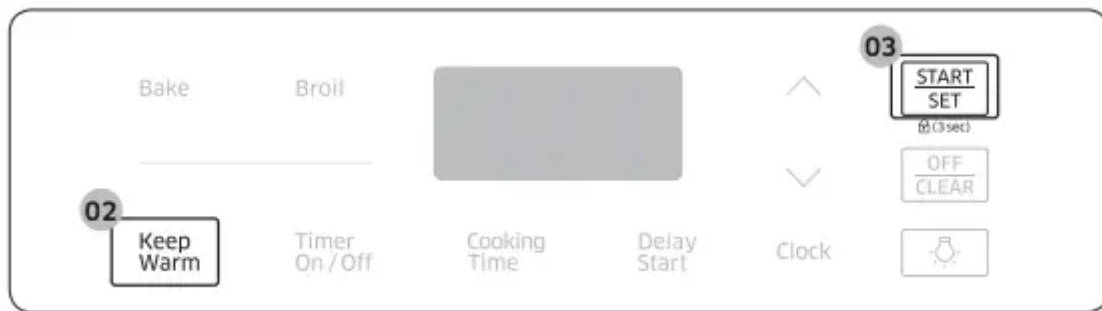 03
Bake
Broil
START
SET
(3 sec)
OFF
CLEAR
02
Keep
Warm
Timer
On / Off
Cooking
Time
Delay
Start
Clock